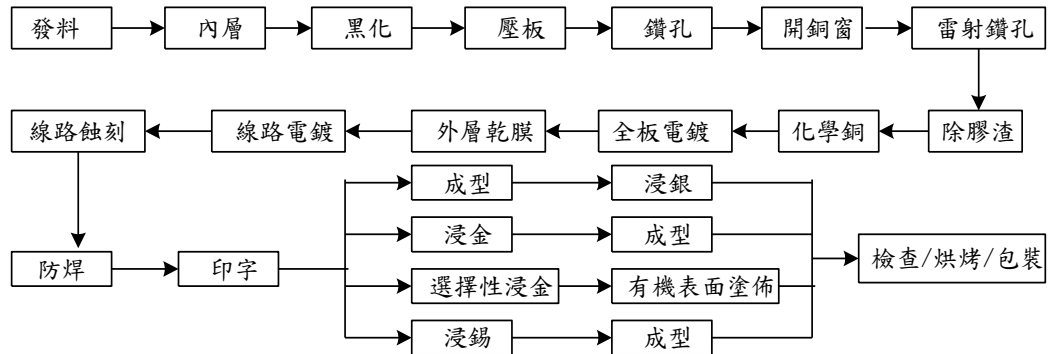 發料 內層 黑化 壓板 鑽孔 開銅窗 雷射鑽孔
線路蝕刻 線路電鍍 外層乾膜 全板電鍍 化學銅 除膠渣
成型 浸銀
浸金 成型
防焊 印字 檢查/烘烤/包裝
選擇性浸金 有機表面塗佈
浸錫 成型